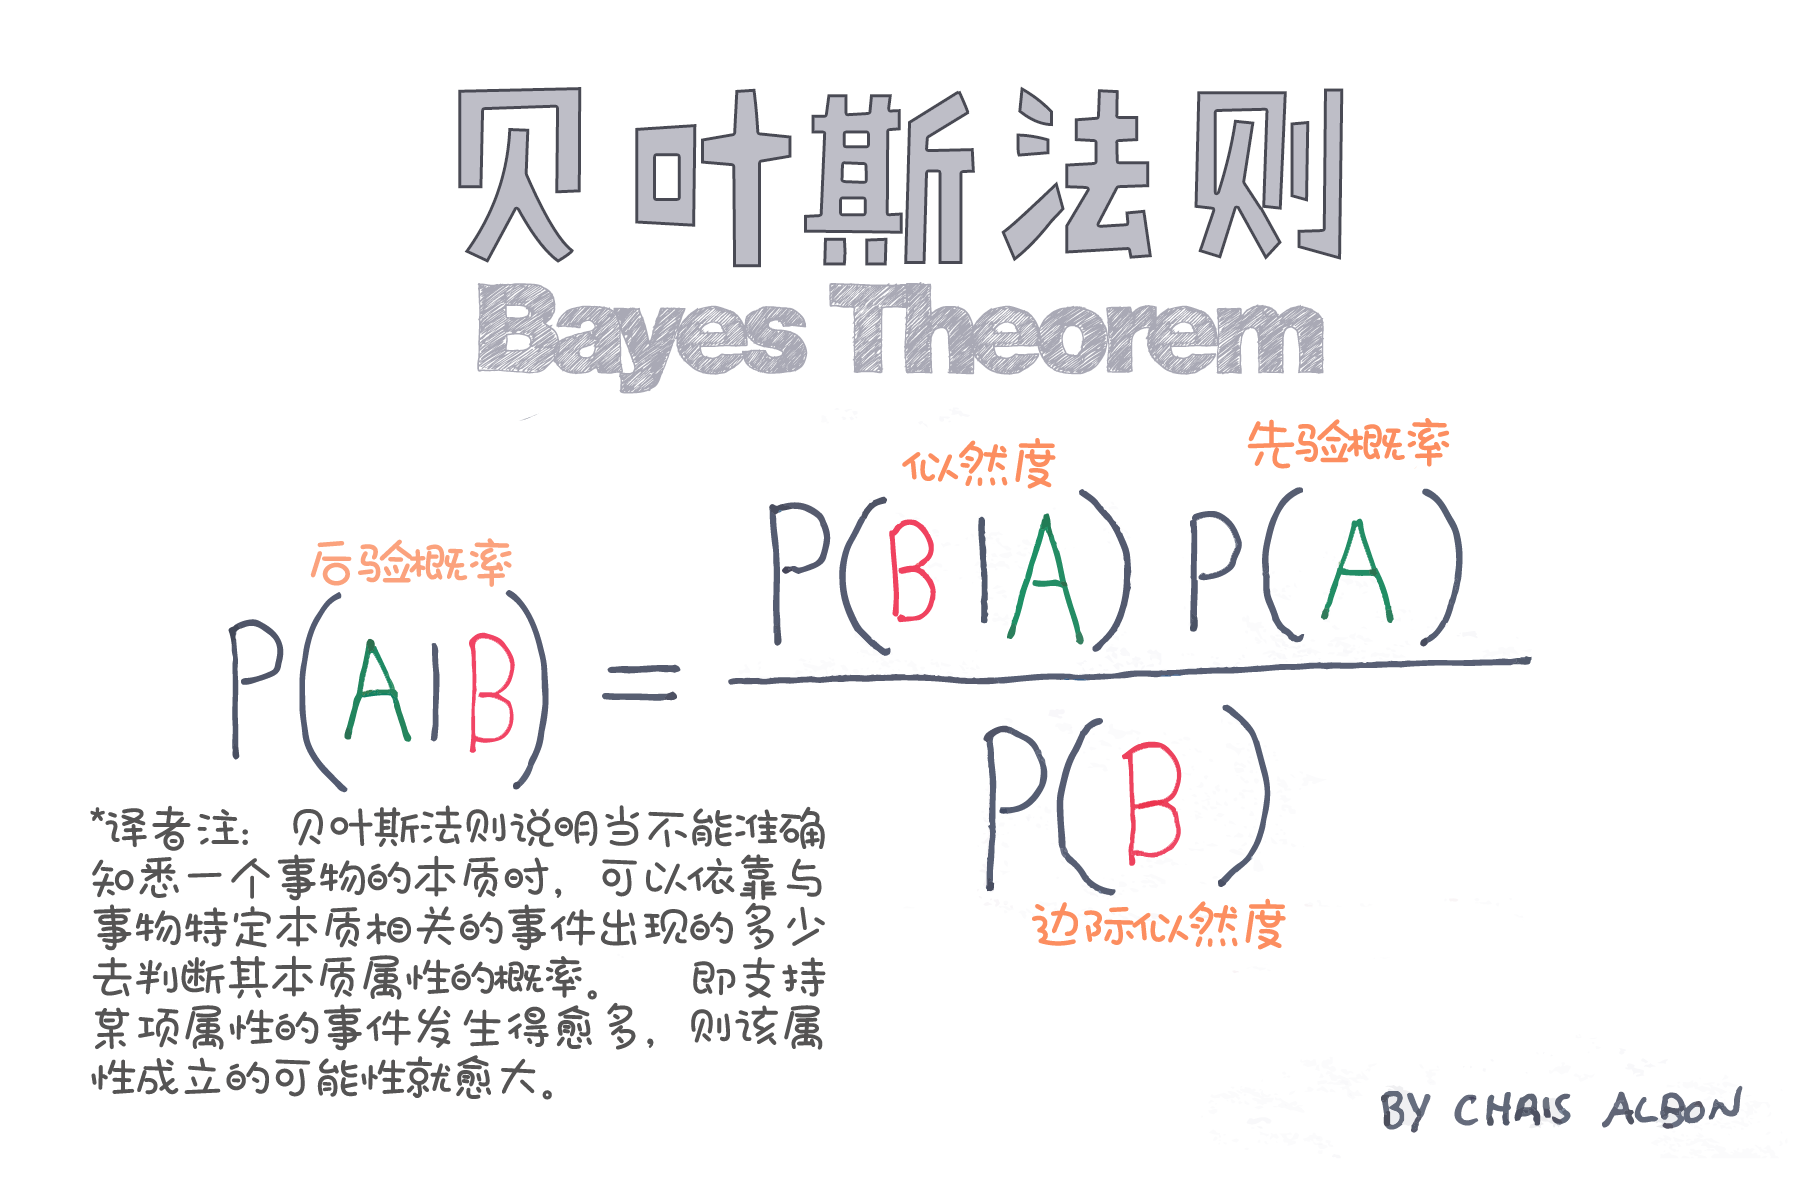 贝叶斯法则
Bayes Theorem
似然度
先验概率
后验概率
P(B|A) P(A)
P(A|B) =
P(B)
边际似然度
*译者注: 贝叶斯法则说明当不能准确
知悉一个事物的本质时, 可以依靠与
事物特定本质相关的事件出现的多少
去判断其本质属性的概率。 即支持
某项属性的事件发生得愈多, 则该属
性成立的可能性就愈大。
BY CHRIS ALBON